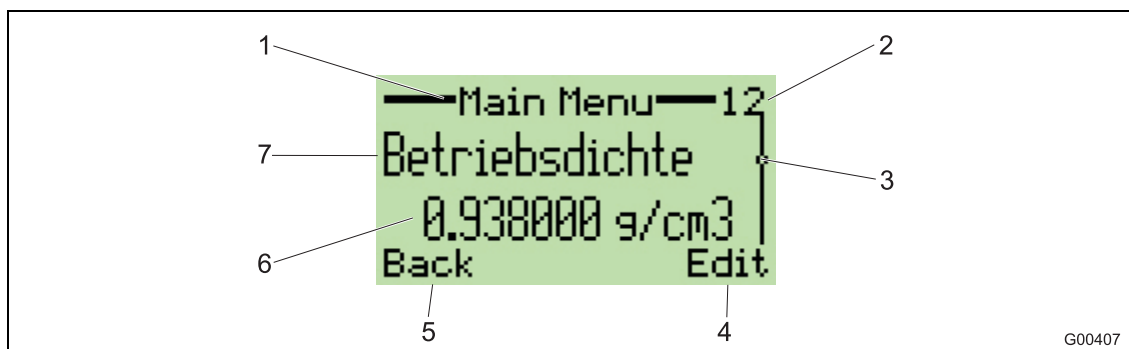 1
2
Main Menu 12
7
Betriebsdichte
3
6
0.938000 g/cm3
Back Edit
5
4
G00407